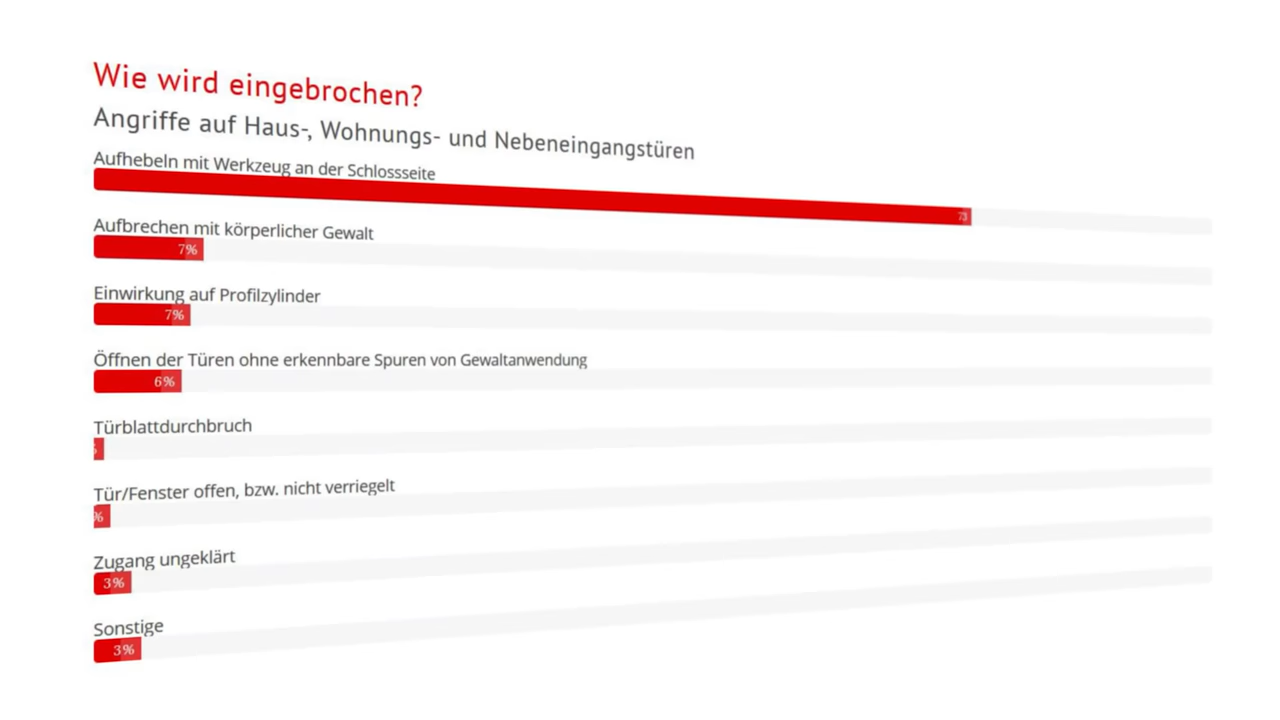 Wie wird eingebrochen?
Angriffe auf Haus-, Wohnungs- und Nebeneingangstüren
Aufhebeln mit Werkzeug an der Schlossseite
73
Aufbrechen mit körperlicher Gewalt
7%
Einwirkung auf Profilzylinder
7%
Öffnen der Türen ohne erkennbare Spuren von Gewaltanwendung
6%
Türblattdurchbruch
Tür/Fenster offen, bzw. nicht verriegelt
%
Zugang ungeklärt
3%
Sonstige
3%